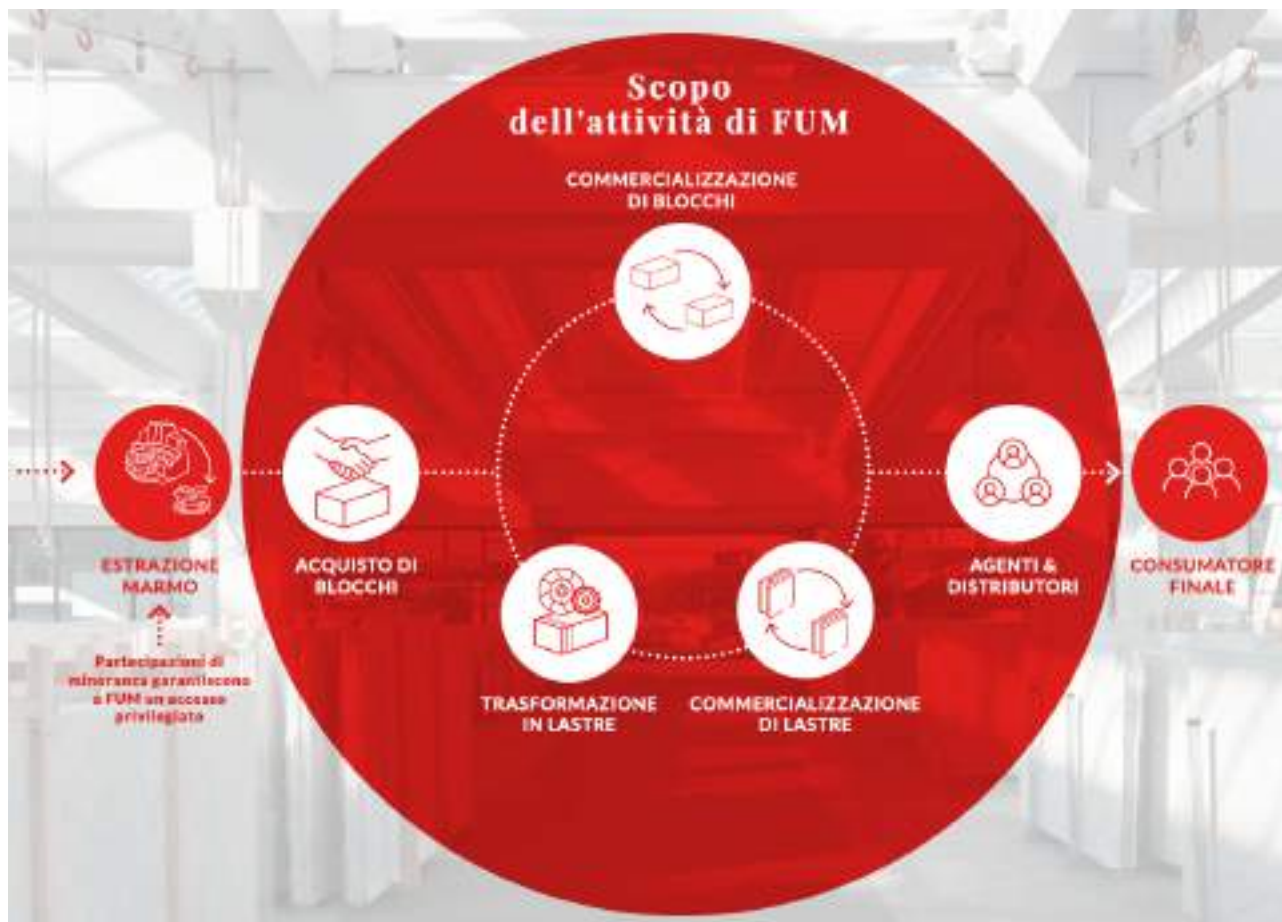 Scopo
dell'attività di FUM
COMMERCIALIZZAZIONE
DI BLOCCHI
ESTRAZIONE
MARMO
Partecipazioni di
minoranza garantiscono
a FUM un accesso
privilegiato
ACQUISTO DI
BLOCCHI
TRASFORMAZIONE
IN LASTRE
COMMERCIALIZZAZIONE
DI LASTRE
AGENTI &
DISTRIBUTORI
CONSUMATORE
FINALE